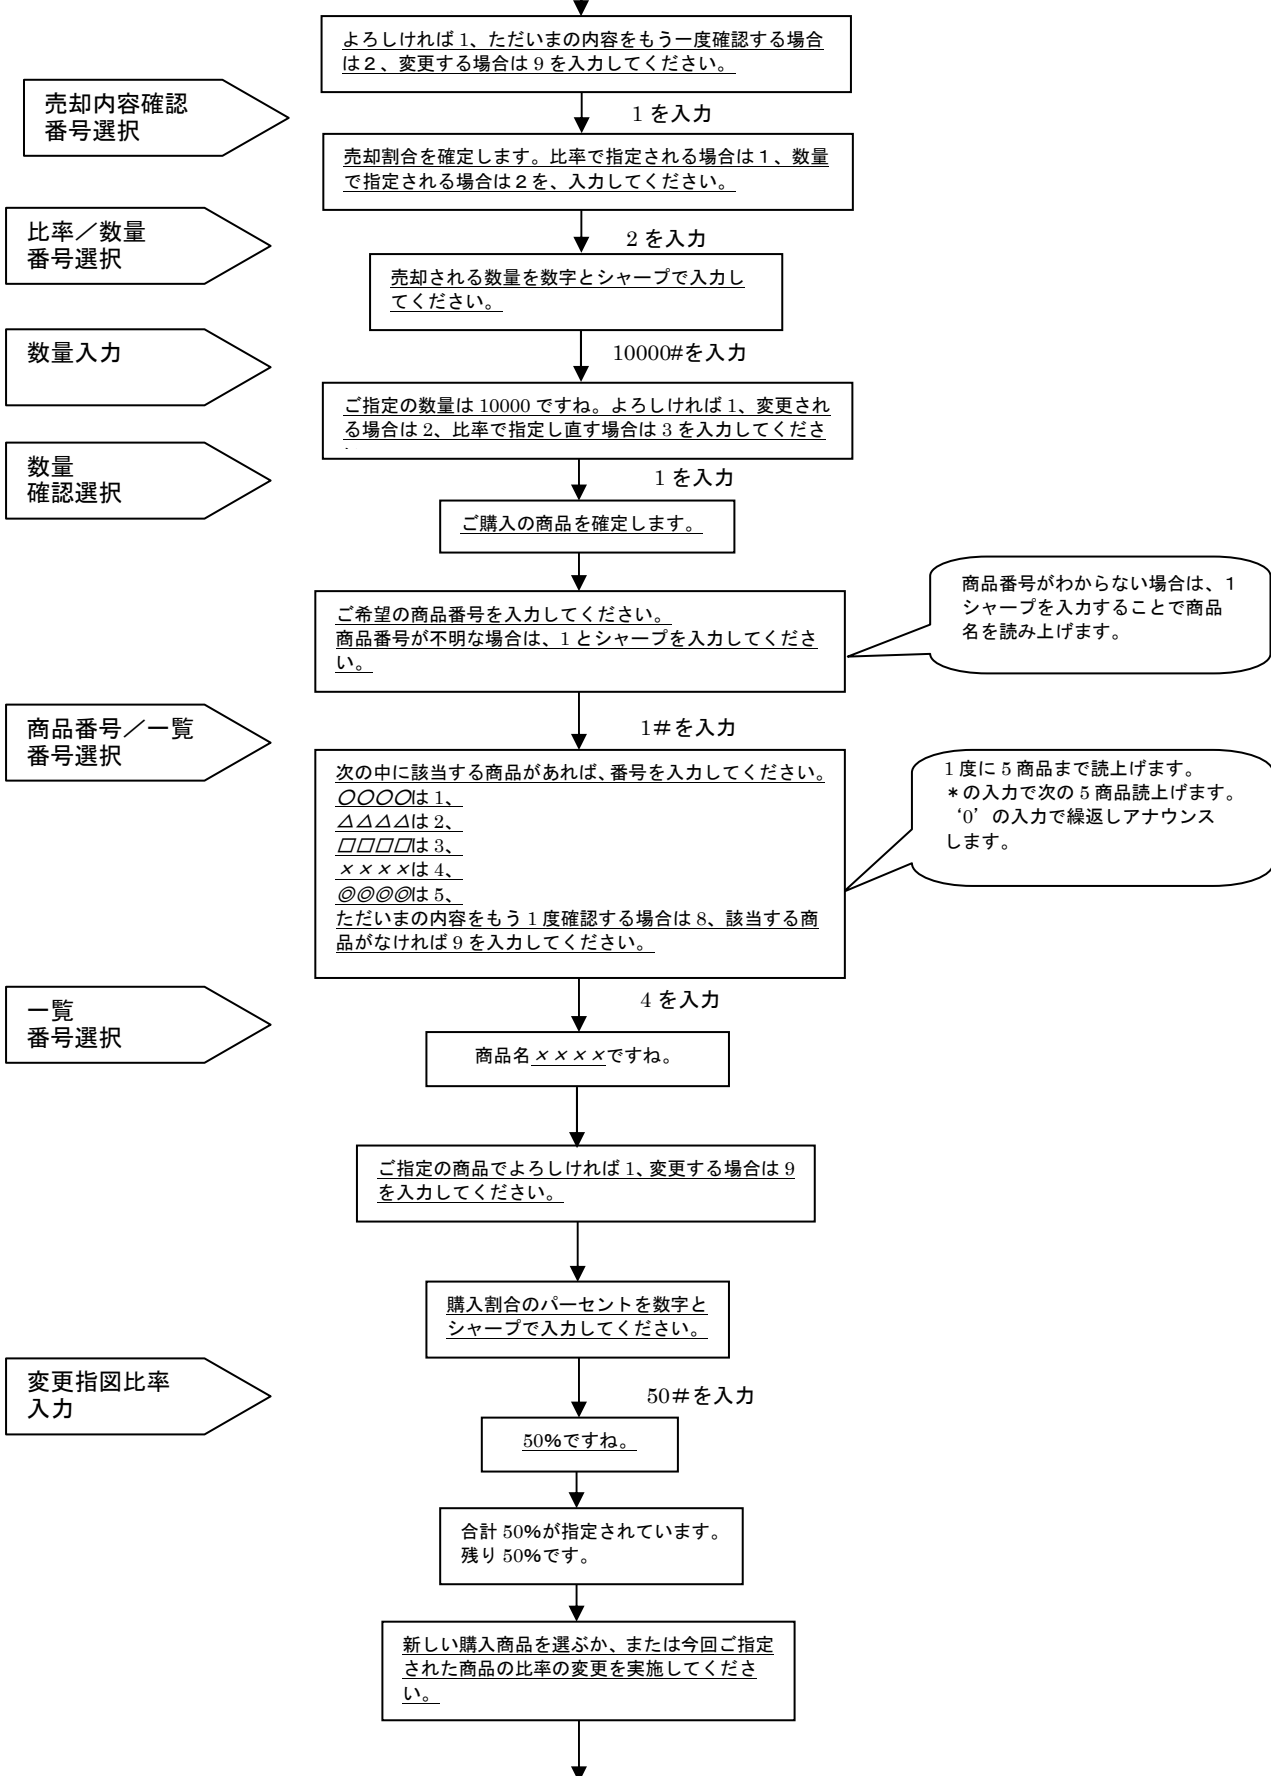 よろしければ 1、ただいまの内容をもう一度確認する場合
は２、変更する場合は 9 を入力してください。
売却内容確認
番号選択
1 を入力
売却割合を確定します。比率で指定される場合は１、数量
で指定される場合は２を、入力してください。
比率／数量
番号選択
2 を入力
売却される数量を数字とシャープで入力し
てください。
数量入力
10000#を入力
ご指定の数量は 10000 ですね。よろしければ 1、変更され
る場合は 2、比率で指定し直す場合は 3 を入力してくださ
数量
確認選択
1 を入力
ご購入の商品を確定します。
ご希望の商品番号を入力してください。
商品番号が不明な場合は、1 とシャープを入力してくださ
い。
商品番号がわからない場合は、１
シャープを入力することで商品
名を読み上げます。
商品番号／一覧
番号選択
1＃を入力
次の中に該当する商品があれば、番号を入力してください。
〇〇〇〇は 1、
△△△△は 2、
□□□□は 3、
××××は 4、
◎◎◎◎は 5、
ただいまの内容をもう 1 度確認する場合は 8、該当する商
品がなければ 9 を入力してください。
1 度に 5 商品まで読上げます。
＊の入力で次の 5 商品読上げます。
‘0’の入力で繰返しアナウンス
します。
一覧
番号選択
4 を入力
商品名××××ですね。
ご指定の商品でよろしければ 1、変更する場合は 9
を入力してください。
購入割合のパーセントを数字と
シャープで入力してください。
変更指図比率
入力
50＃を入力
50%ですね。
合計 50%が指定されています。
残り 50%です。
新しい購入商品を選ぶか、または今回ご指定
された商品の比率の変更を実施してくださ
い。